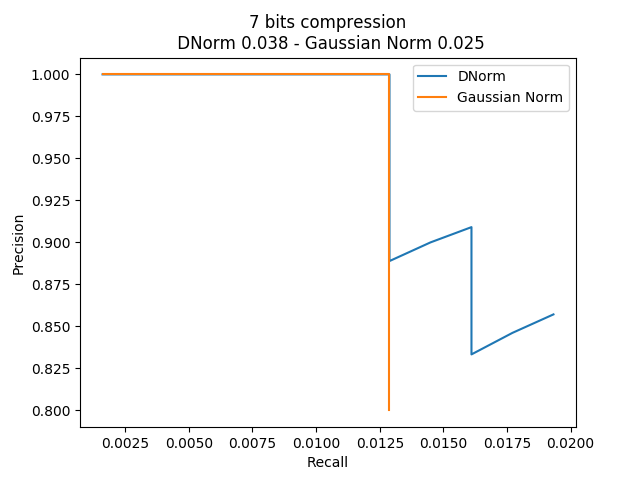 7 bits compression
DNorm 0.038 - Gaussian Norm 0.025
DNorm
Gaussian Norm
1.000
0.975
0.950
0.925
0.900
0.875
0.850
0.825
0.800
Precision
0.0025 0.0050 0.0075 0.0100 0.0125 0.0150 0.0175 0.0200
Recall